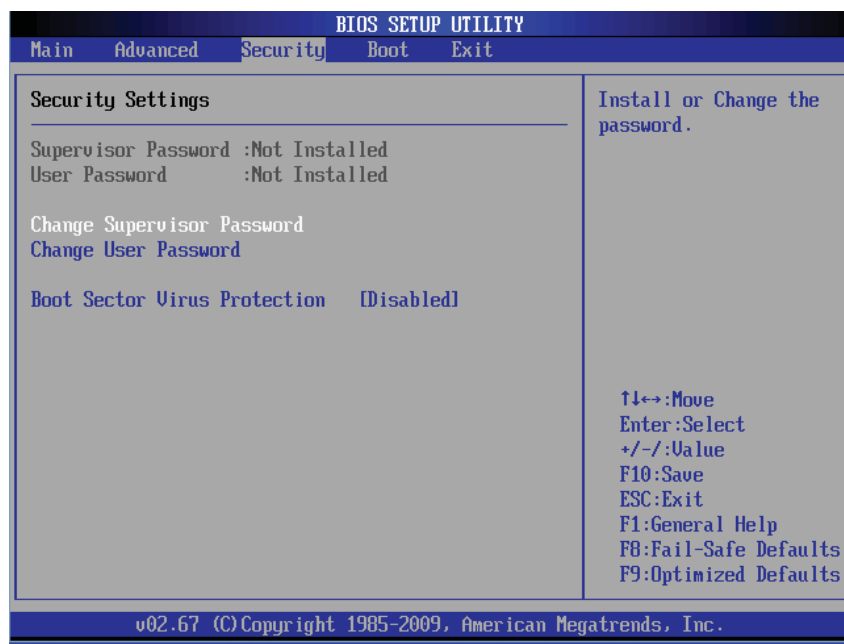 BIOS SETUP UTILITY
Main Advanced Security Boot Exit
Security Settings
Supervisor Password :Not Installed
User Password :Not Installed
Change Supervisor Password
Change User Password
Boot Sector Virus Protection [Disabled]
Install or Change the
password.
↑↓←→:Move
Enter:Select
+/-/:Value
F10:Save
ESC:Exit
F1:General Help
F8:Fail-Safe Defaults
F9:Optimized Defaults
v02.67 (C)Copyright 1985-2009, American Megatrends, Inc.